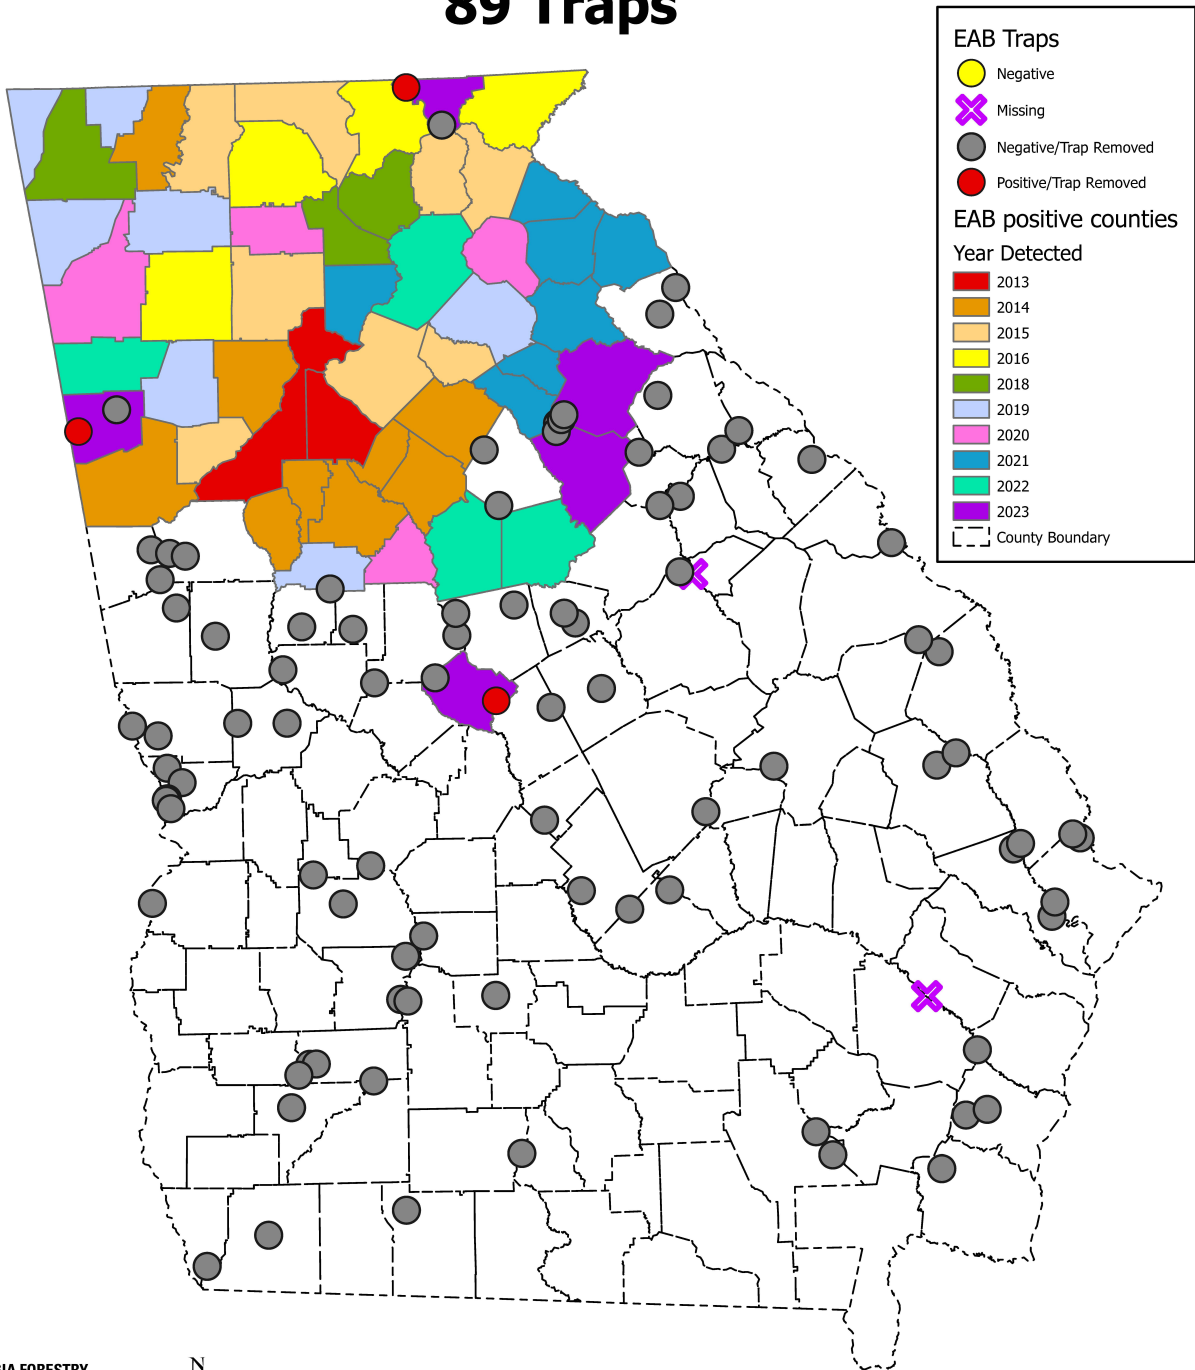 89 Traps
EAB Traps
Negative
Missing
Negative/Trap Removed
Positive/Trap Removed
EAB positive counties
Year Detected
2013
2014
2015
2016
2018
2019
2020
2021
2022
2023
County Boundary
N